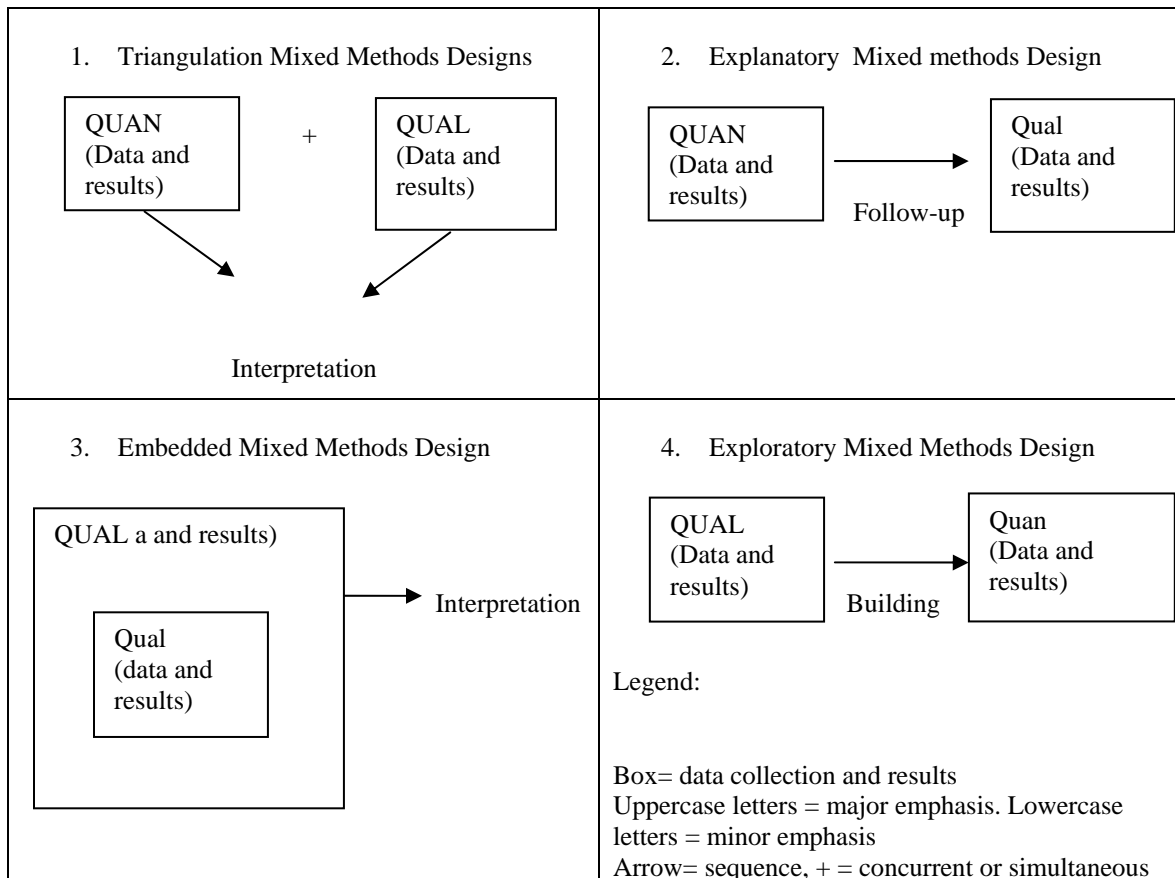 1. Triangulation Mixed Methods Designs
QUAN
(Data and
results)
+
QUAL
(Data and
results)
Interpretation
2. Explanatory Mixed methods Design
QUAN
(Data and
results)
Follow-up
Qual
(Data and
results)
3. Embedded Mixed Methods Design
QUAL a and results)
Qual
(data and
results)
Interpretation
4. Exploratory Mixed Methods Design
QUAL
(Data and
results)
Building
Quan
(Data and
results)
Legend:
Box= data collection and results
Uppercase letters = major emphasis. Lowercase
letters = minor emphasis
Arrow= sequence, + = concurrent or simultaneous